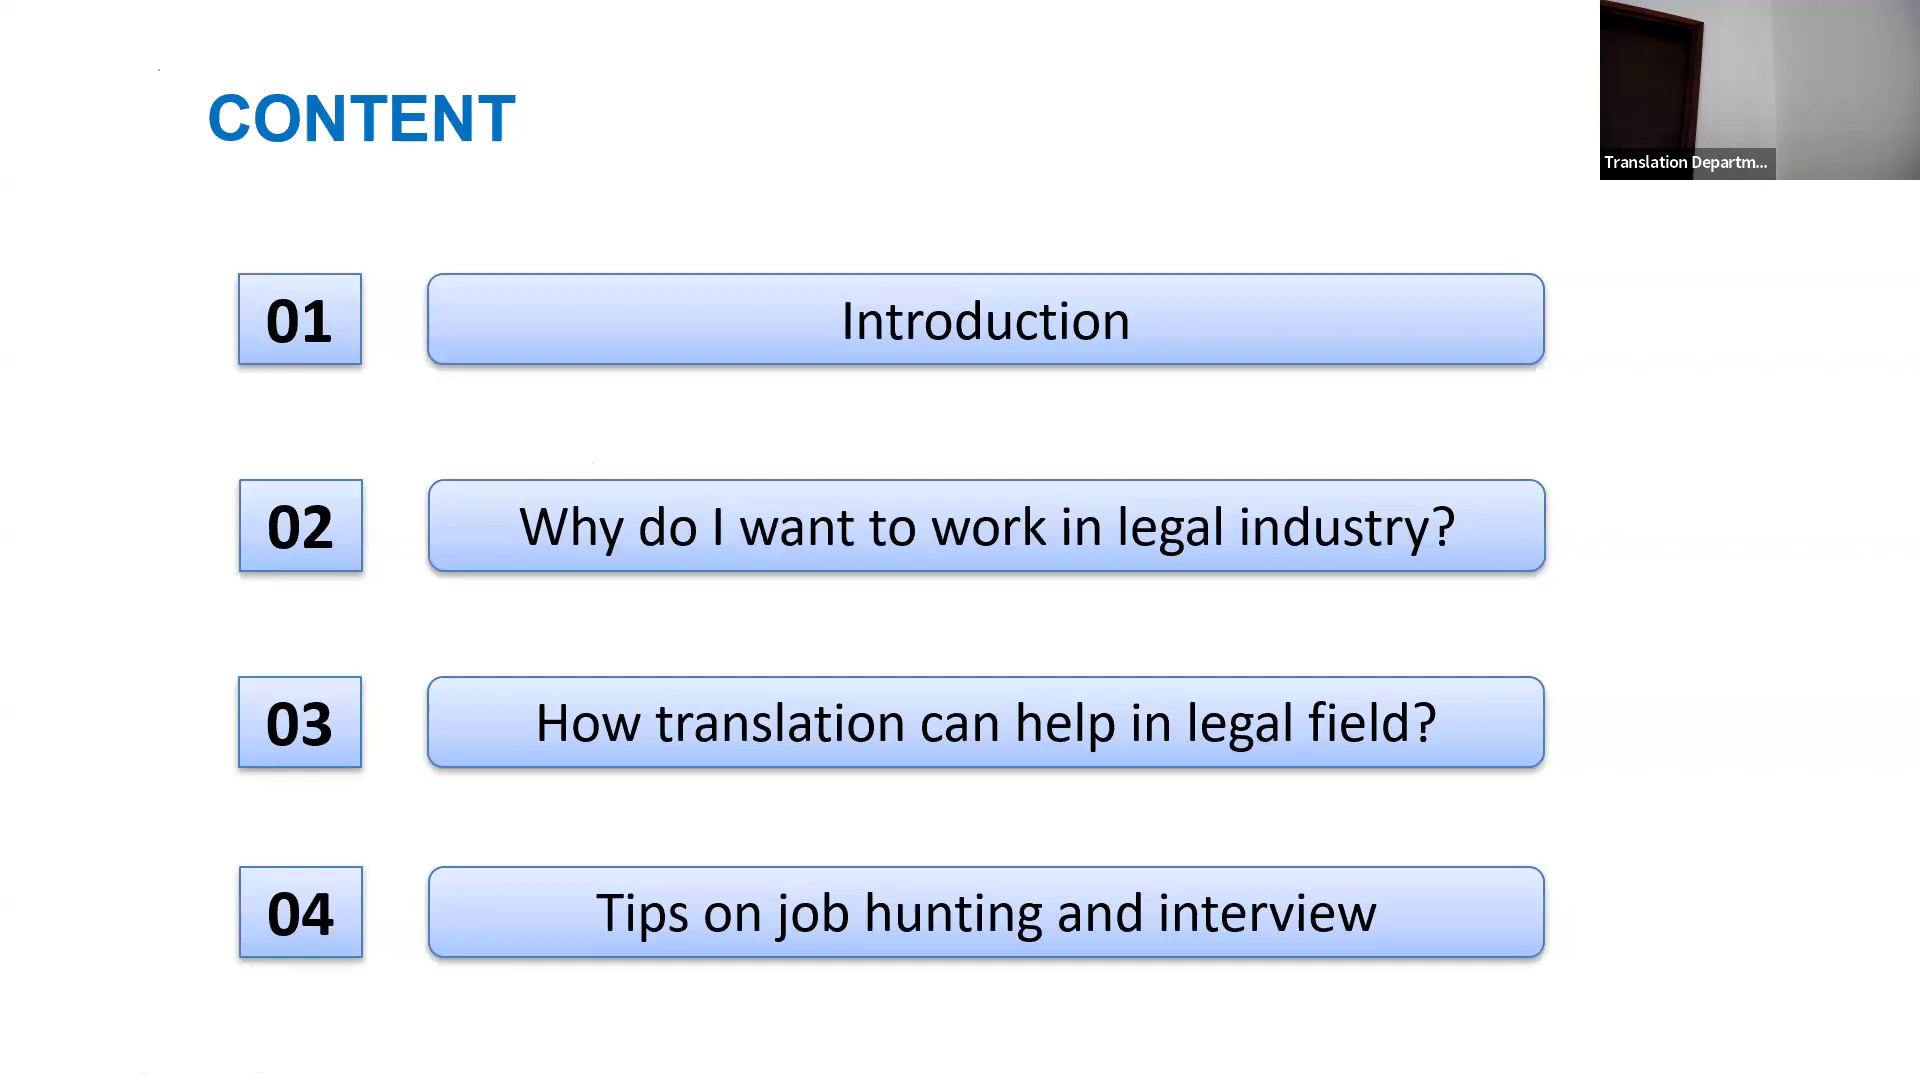 CONTENT
Translation Departm...
01
Introduction
02
Why do I want to work in legal industry?
03
How translation can help in legal field?
04
Tips on job hunting and interview